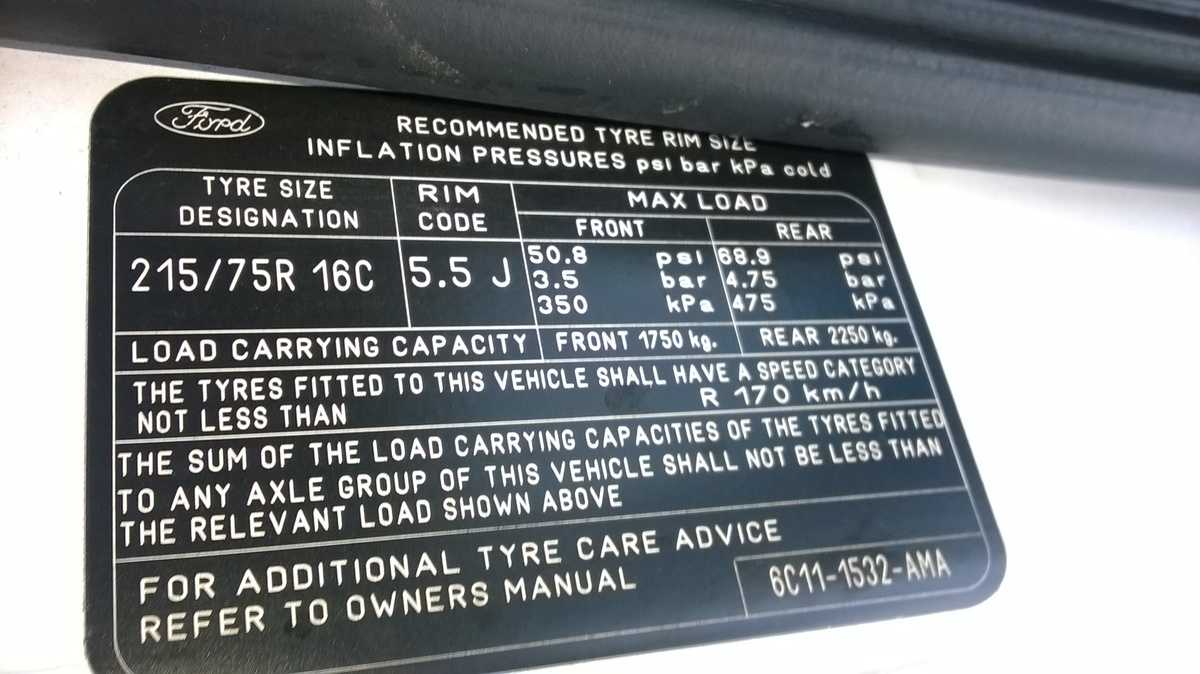 Ford
RECOMMENDED TYRE RIM SIZE
INFLATION PRESSURES psi bar kPa cold
TYRE SIZE DESIGNATION
RIM CODE
MAX LOAD
FRONT
REAR
215/75R 16C
5.5 J
50.8 psi
3.5 bar
350 kPa
68.9 psi
4.75 bar
475 kPa
LOAD CARRYING CAPACITY FRONT 1750 kg. REAR 2250 kg.
THE TYRES FITTED TO THIS VEHICLE SHALL HAVE A SPEED CATEGORY
NOT LESS THAN R 170 km/h
THE SUM OF THE LOAD CARRYING CAPACITIES OF THE TYRES FITTED
TO ANY AXLE GROUP OF THIS VEHICLE SHALL NOT BE LESS THAN
THE RELEVANT LOAD SHOWN ABOVE
FOR ADDITIONAL TYRE CARE ADVICE
REFER TO OWNERS MANUAL
6C11-1532-AMA